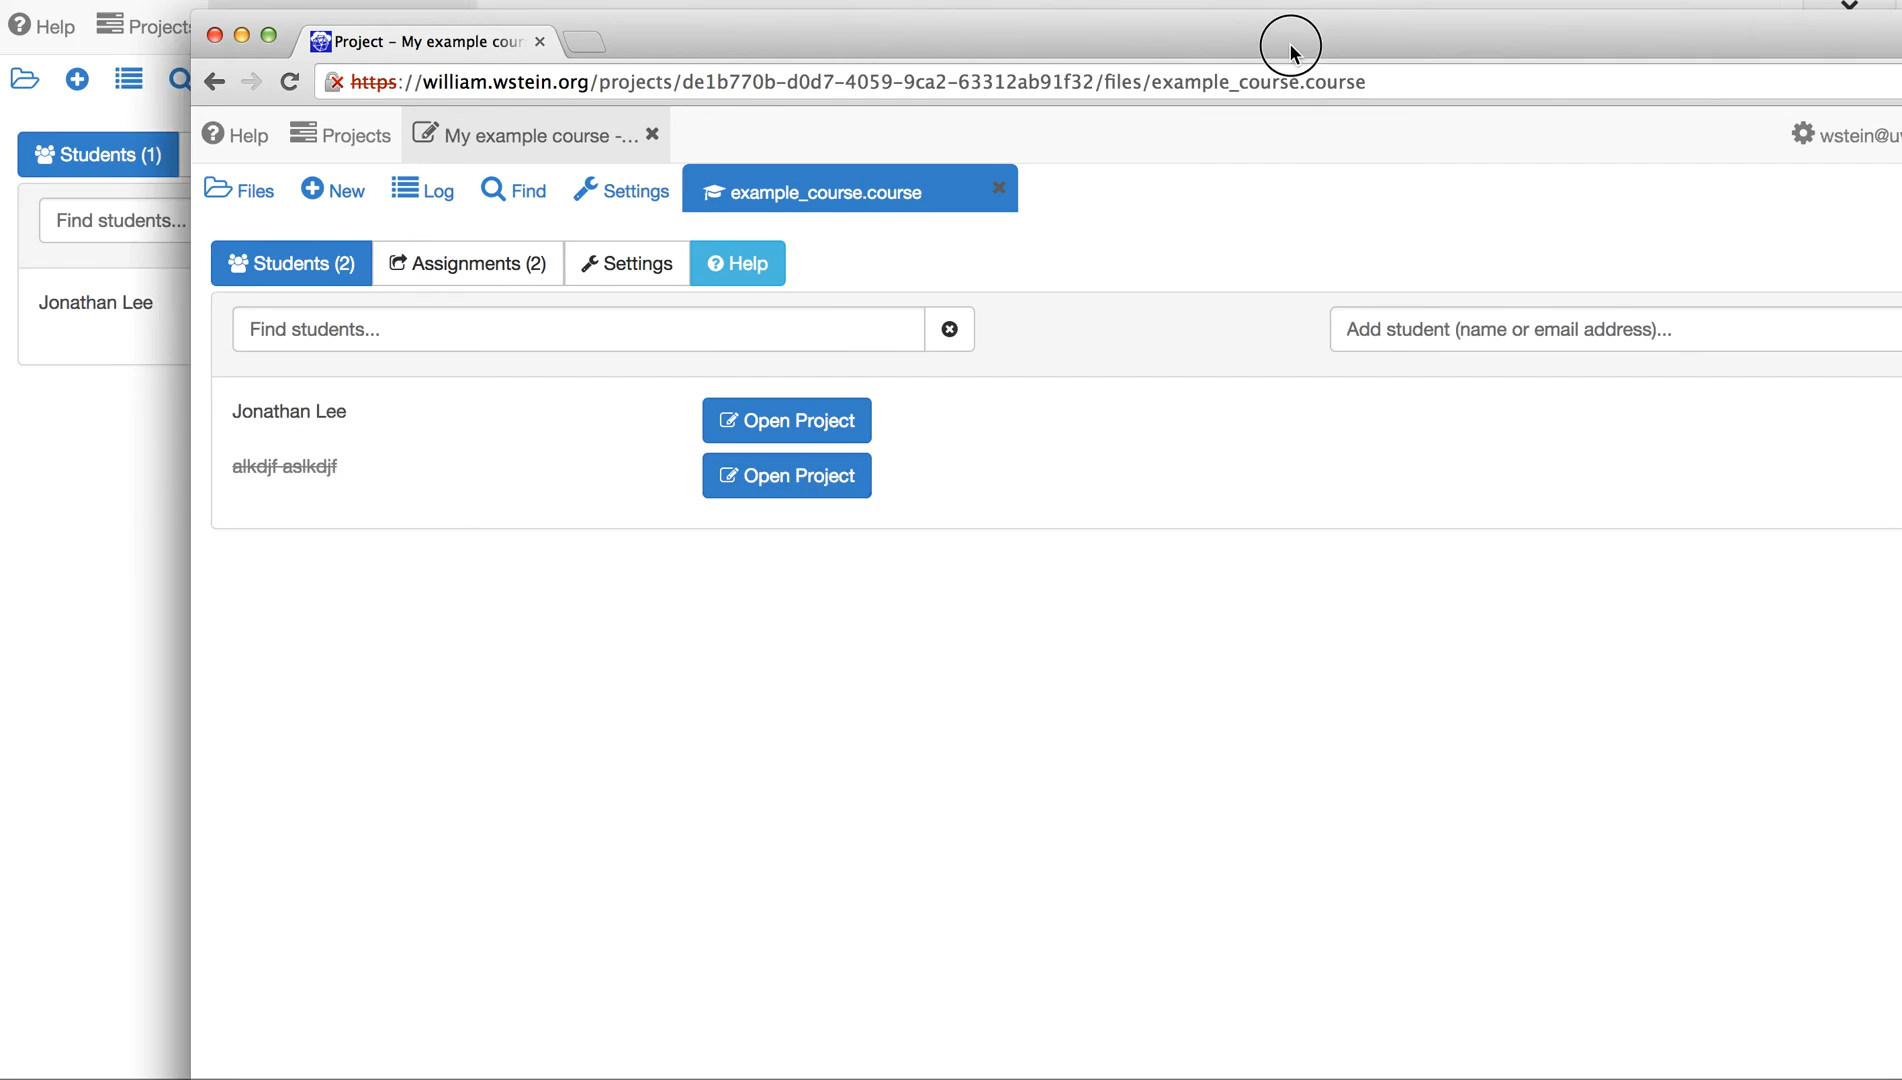 Help Projects
Students (1)
Find students...
Jonathan Lee
Project – My example cour
https://william.wstein.org/projects/de1b770b-d0d7-4059-9ca2-63312ab91f32/files/example_course.course
Help Projects My example course -...
wstein@u
Files New Log Find Settings example_course.course
Students (2) Assignments (2) Settings Help
Find students... Add student (name or email address)...
Jonathan Lee Open Project
alkdjf aslkdjf Open Project